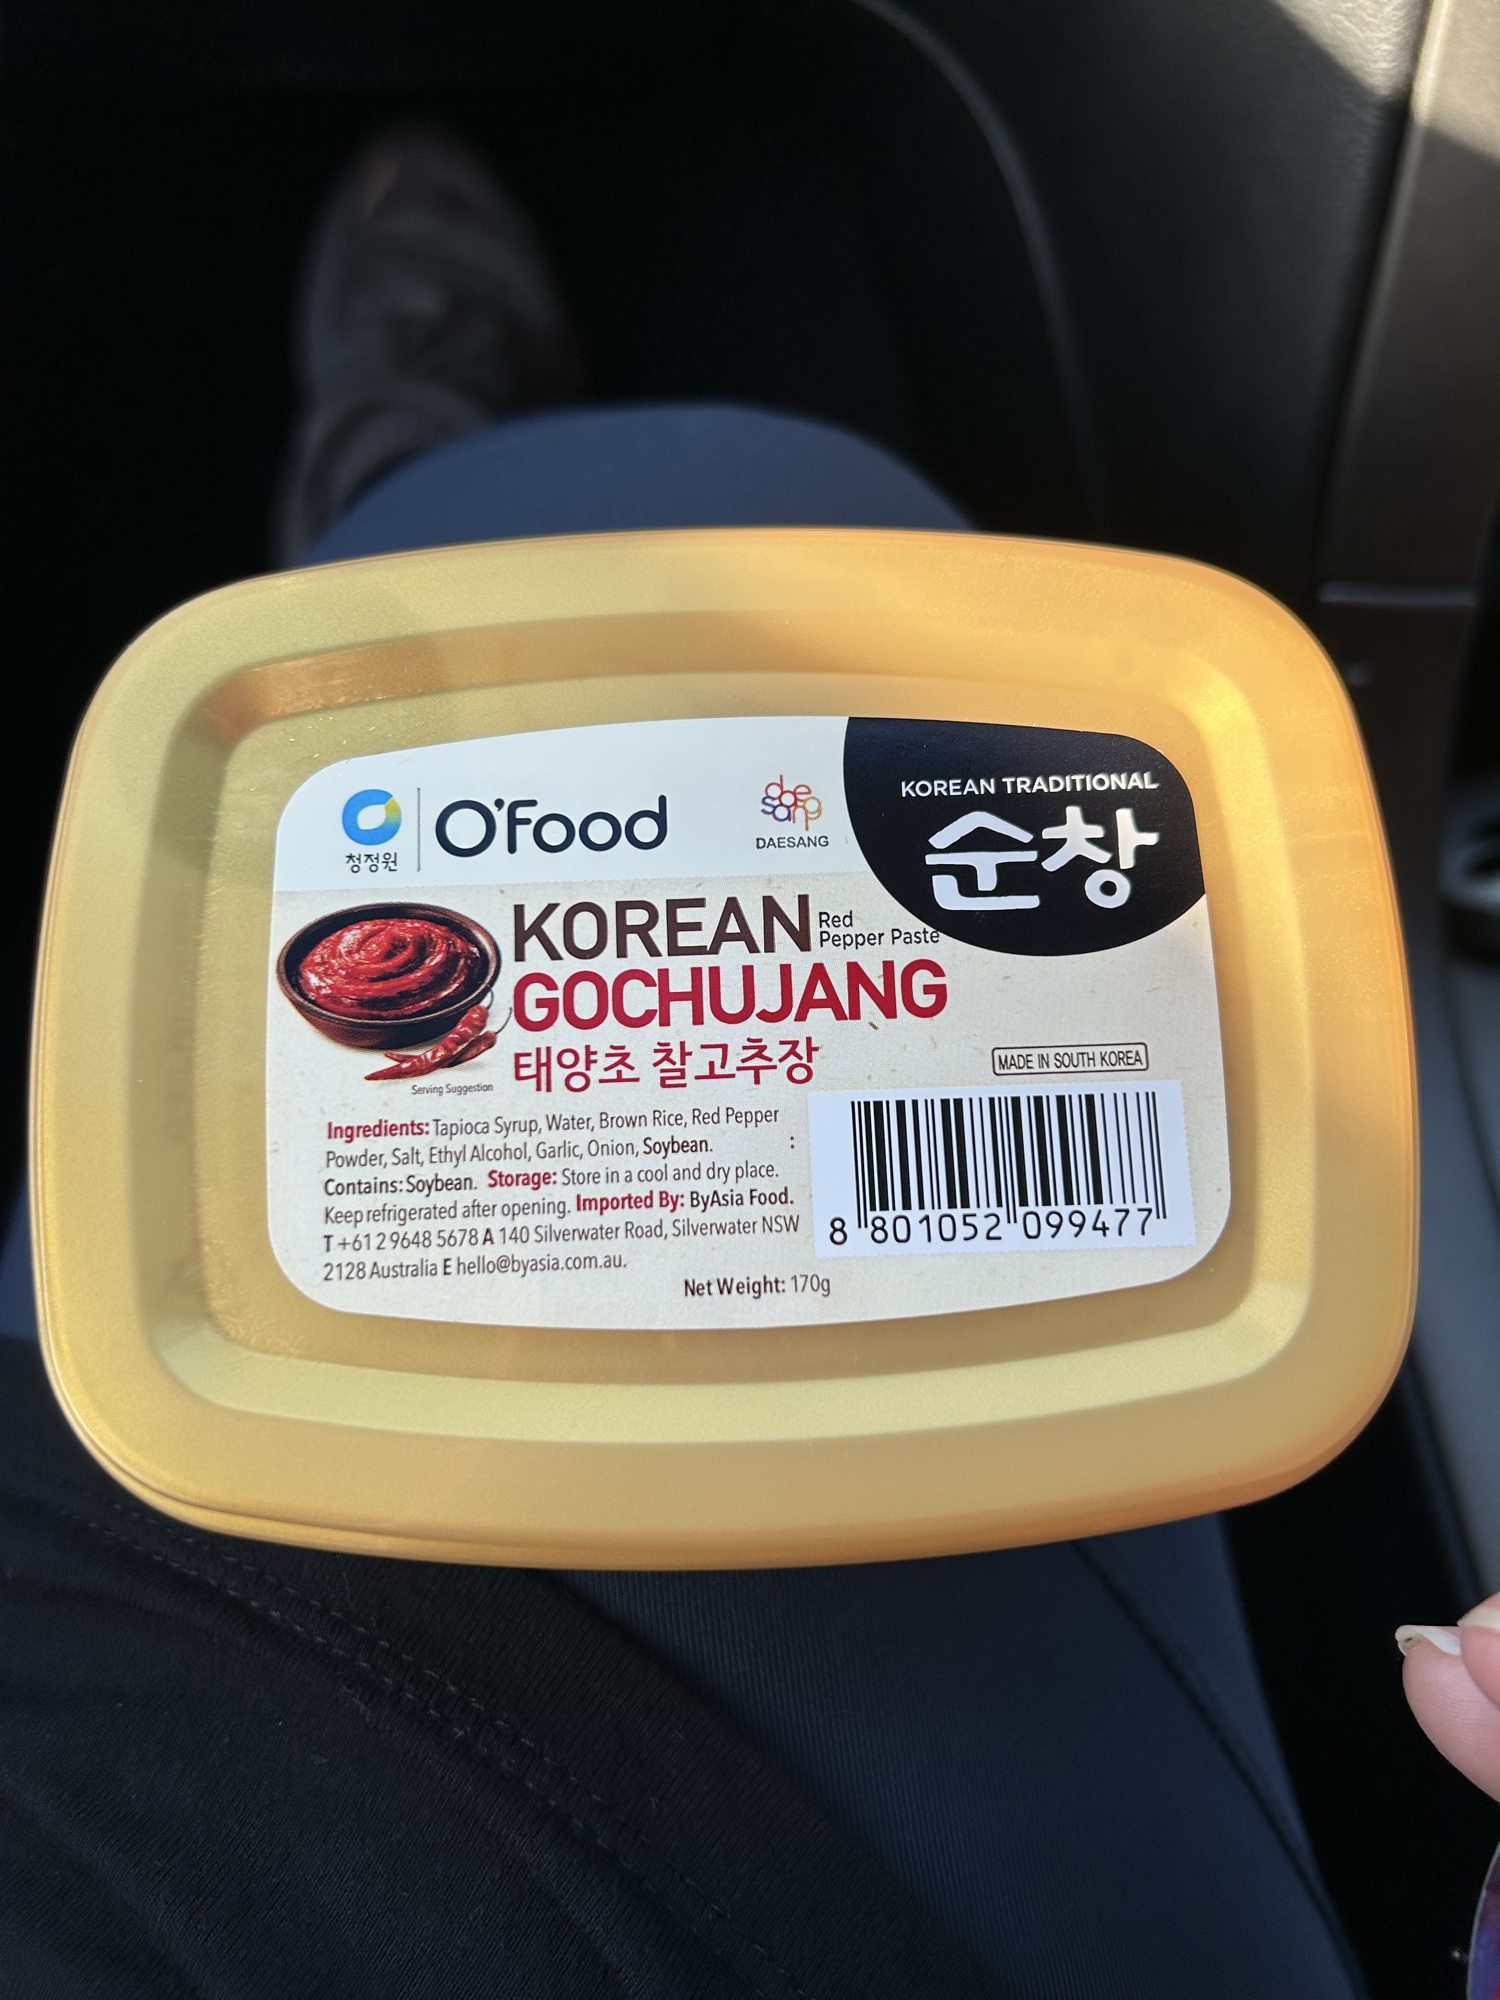 청정원
O'Food
daesang
DAESANG
KOREAN TRADITIONAL
순창
KOREAN Red
Pepper Paste
GOCHUJANG
태양초 찰고추장
Serving Suggestion
MADE IN SOUTH KOREA
Ingredients: Tapioca Syrup, Water, Brown Rice, Red Pepper
Powder, Salt, Ethyl Alcohol, Garlic, Onion, Soybean.
Contains: Soybean. Storage: Store in a cool and dry place.
Keep refrigerated after opening. Imported By: ByAsia Food.
T +61 2 9648 5678 A 140 Silverwater Road, Silverwater NSW
2128 Australia E hello@byasia.com.au.
:
8 801052 099477
Net Weight: 170g